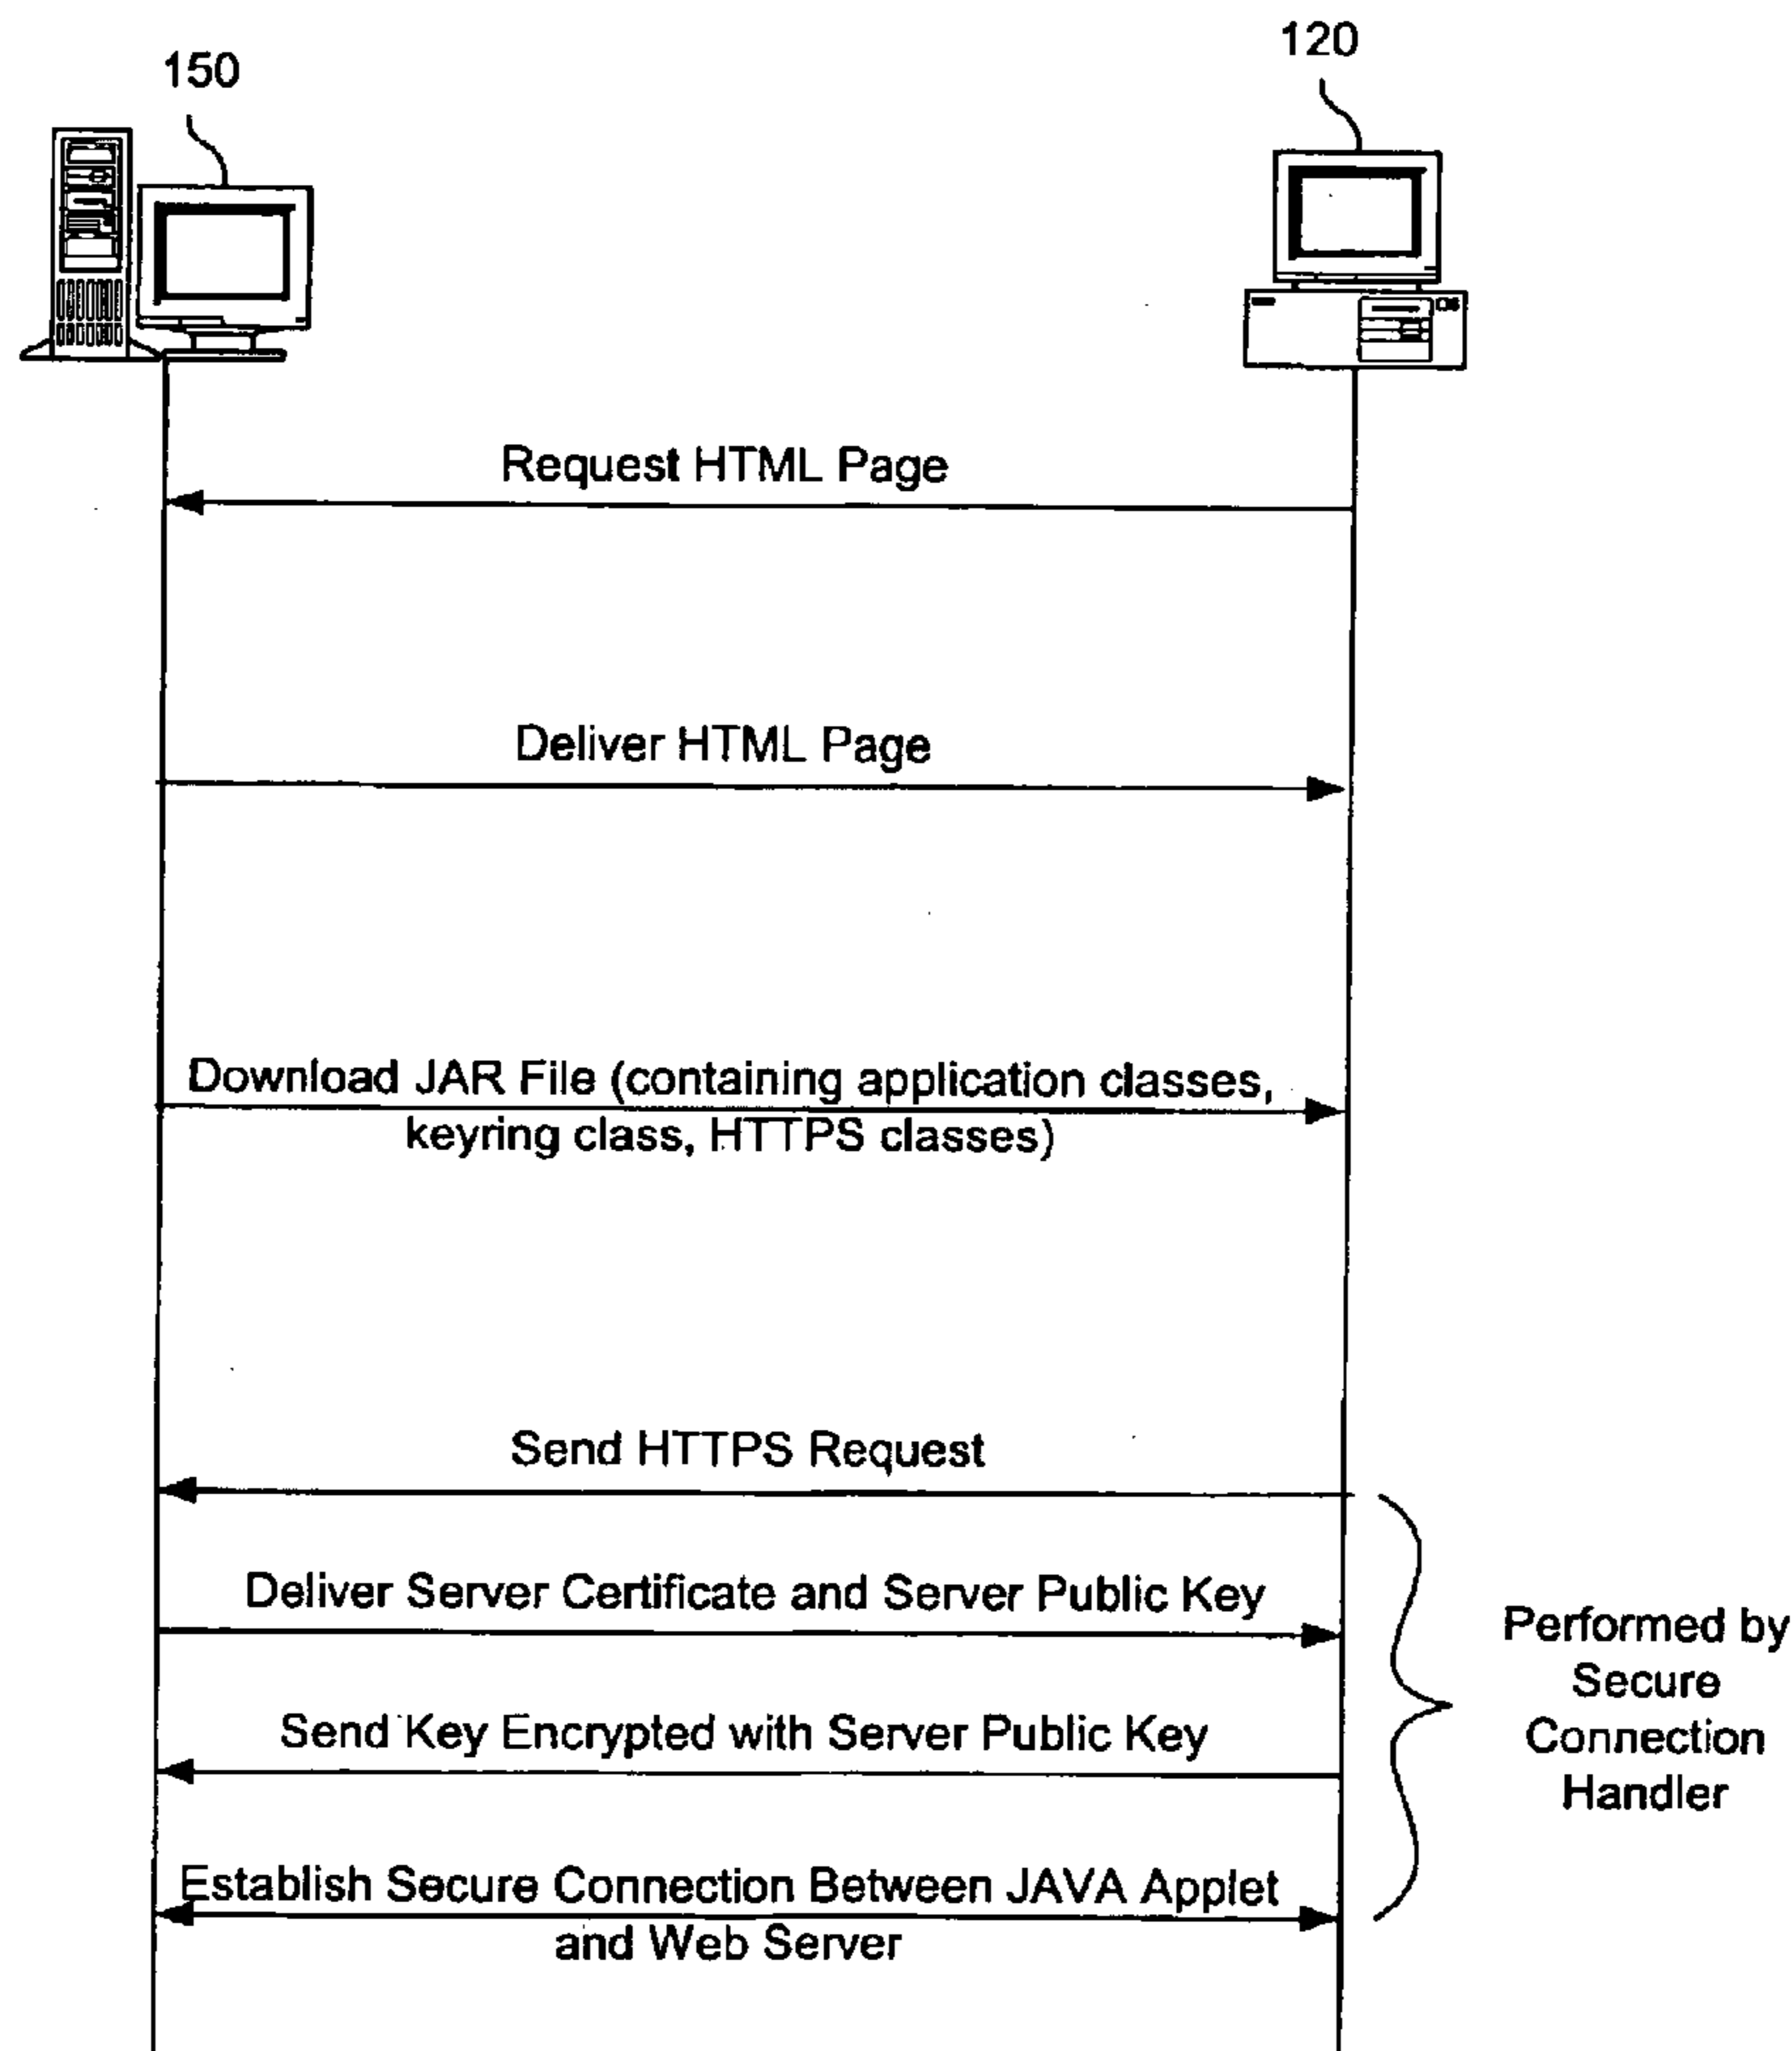 120
150
Request HTML Page
Deliver HTML Page
Download JAR File (containing application classes,
keyring class, HTTPS classes)
Send HTTPS Request
Deliver Server Certificate and Server Public Key
Send Key Encrypted with Server Public Key
Establish Secure Connection Between JAVA Applet
and Web Server
Performed by
Secure
Connection
Handler